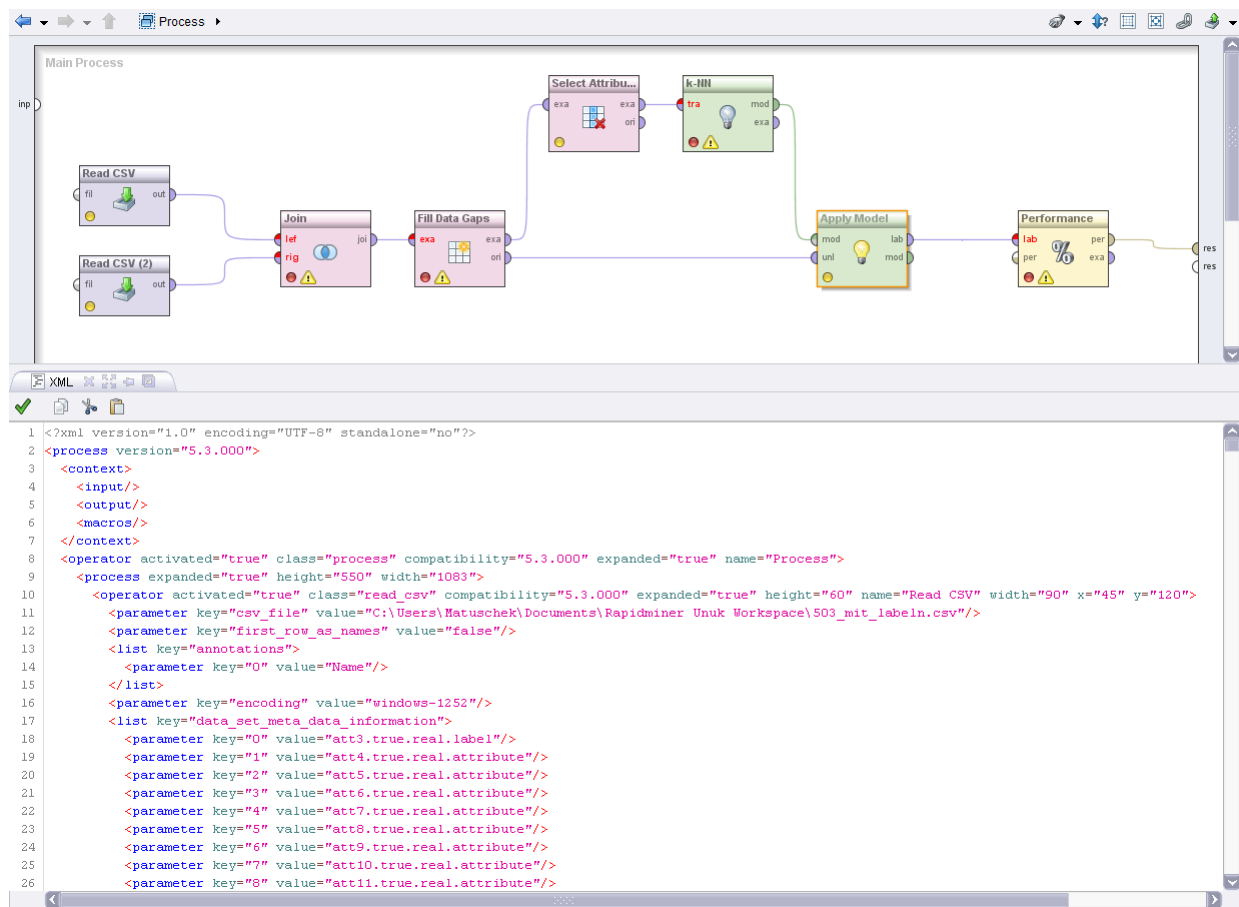 Process
Main Process
inp
Select Attribu...
exa exa
ori
k-NN
tra mod
exa
Read CSV
fil out
Read CSV (2)
fil out
Join
lef joi
rig
Fill Data Gaps
exa exa
ori
Apply Model
mod lab
unl mod
Performance
lab per
per exa
res
res
XML
1 <?xml version="1.0" encoding="UTF-8" standalone="no"?>
2 <process version="5.3.000">
3 <context>
4 <input/>
5 <output/>
6 <macros/>
7 </context>
8 <operator activated="true" class="process" compatibility="5.3.000" expanded="true" name="Process">
9 <process expanded="true" height="550" width="1083">
10 <operator activated="true" class="read_csv" compatibility="5.3.000" expanded="true" height="60" name="Read CSV" width="90" x="45" y="120">
11 <parameter key="csv_file" value="C:\Users\Matuschek\Documents\Rapidminer Unuk Workspace\503_mit_labeln.csv"/>
12 <parameter key="first_row_as_names" value="false"/>
13 <list key="annotations">
14 <parameter key="0" value="Name"/>
15 </list>
16 <parameter key="encoding" value="windows-1252"/>
17 <list key="data_set_meta_data_information">
18 <parameter key="0" value="att3.true.real.label"/>
19 <parameter key="1" value="att4.true.real.attribute"/>
20 <parameter key="2" value="att5.true.real.attribute"/>
21 <parameter key="3" value="att6.true.real.attribute"/>
22 <parameter key="4" value="att7.true.real.attribute"/>
23 <parameter key="5" value="att8.true.real.attribute"/>
24 <parameter key="6" value="att9.true.real.attribute"/>
25 <parameter key="7" value="att10.true.real.attribute"/>
26 <parameter key="8" value="att11.true.real.attribute"/>